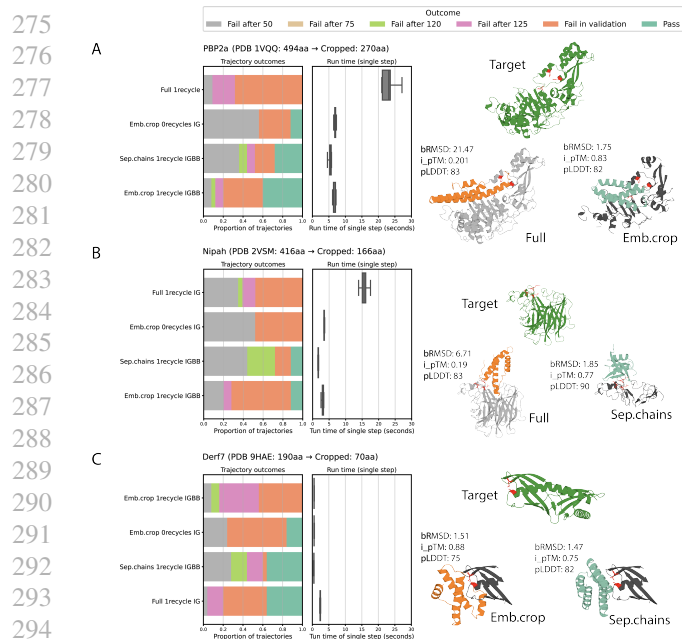 275
276
277
278
279
280
281
282
283
284
285
286
287
288
289
290
291
292
293
294
Outcome
Fail after 50 Fail after 75 Fail after 120 Fail after 125 Fail in validation Pass
A
PBP2a (PDB 1VQQ: 494aa → Cropped: 270aa)
Trajectory outcomes Run time (single step)
Full 1recycle
Emb.crop 0recycles IG
Sep.chains 1recycle IGBB
Emb.crop 1recycle IGBB
0.0 0.2 0.4 0.6 0.8 1.0
Proportion of trajectories
0 5 10 15 20 25 30
Run time of single step (seconds)
Target
bRMSD: 21.47
i_pTM: 0.201
pLDDT: 83
Full
bRMSD: 1.75
i_pTM: 0.83
pLDDT: 82
Emb.crop
B
Nipah (PDB 2VSM: 416aa → Cropped: 166aa)
Trajectory outcomes Run time (single step)
Full 1recycle IG
Emb.crop 0recycles IG
Sep.chains 1recycle IGBB
Emb.crop 1recycle IGBB
0.0 0.2 0.4 0.6 0.8 1.0
Proportion of trajectories
0 5 10 15 20 25 30
Run time of single step (seconds)
Target
bRMSD: 6.71
i_pTM: 0.19
pLDDT: 83
Full
bRMSD: 1.85
i_pTM: 0.77
pLDDT: 90
Sep.chains
C
Derf7 (PDB 9HAE: 190aa → Cropped: 70aa)
Trajectory outcomes Run time (single step)
Emb.crop 1recycle IGBB
Emb.crop 0recycles IG
Sep.chains 1recycle IGBB
Full 1recycle IG
0.0 0.2 0.4 0.6 0.8 1.0
Proportion of trajectories
0 5 10 15 20 25 30
Run time of single step (seconds)
Target
bRMSD: 1.51
i_pTM: 0.88
pLDDT: 75
Emb.crop
bRMSD: 1.47
i_pTM: 0.75
pLDDT: 82
Sep.chains